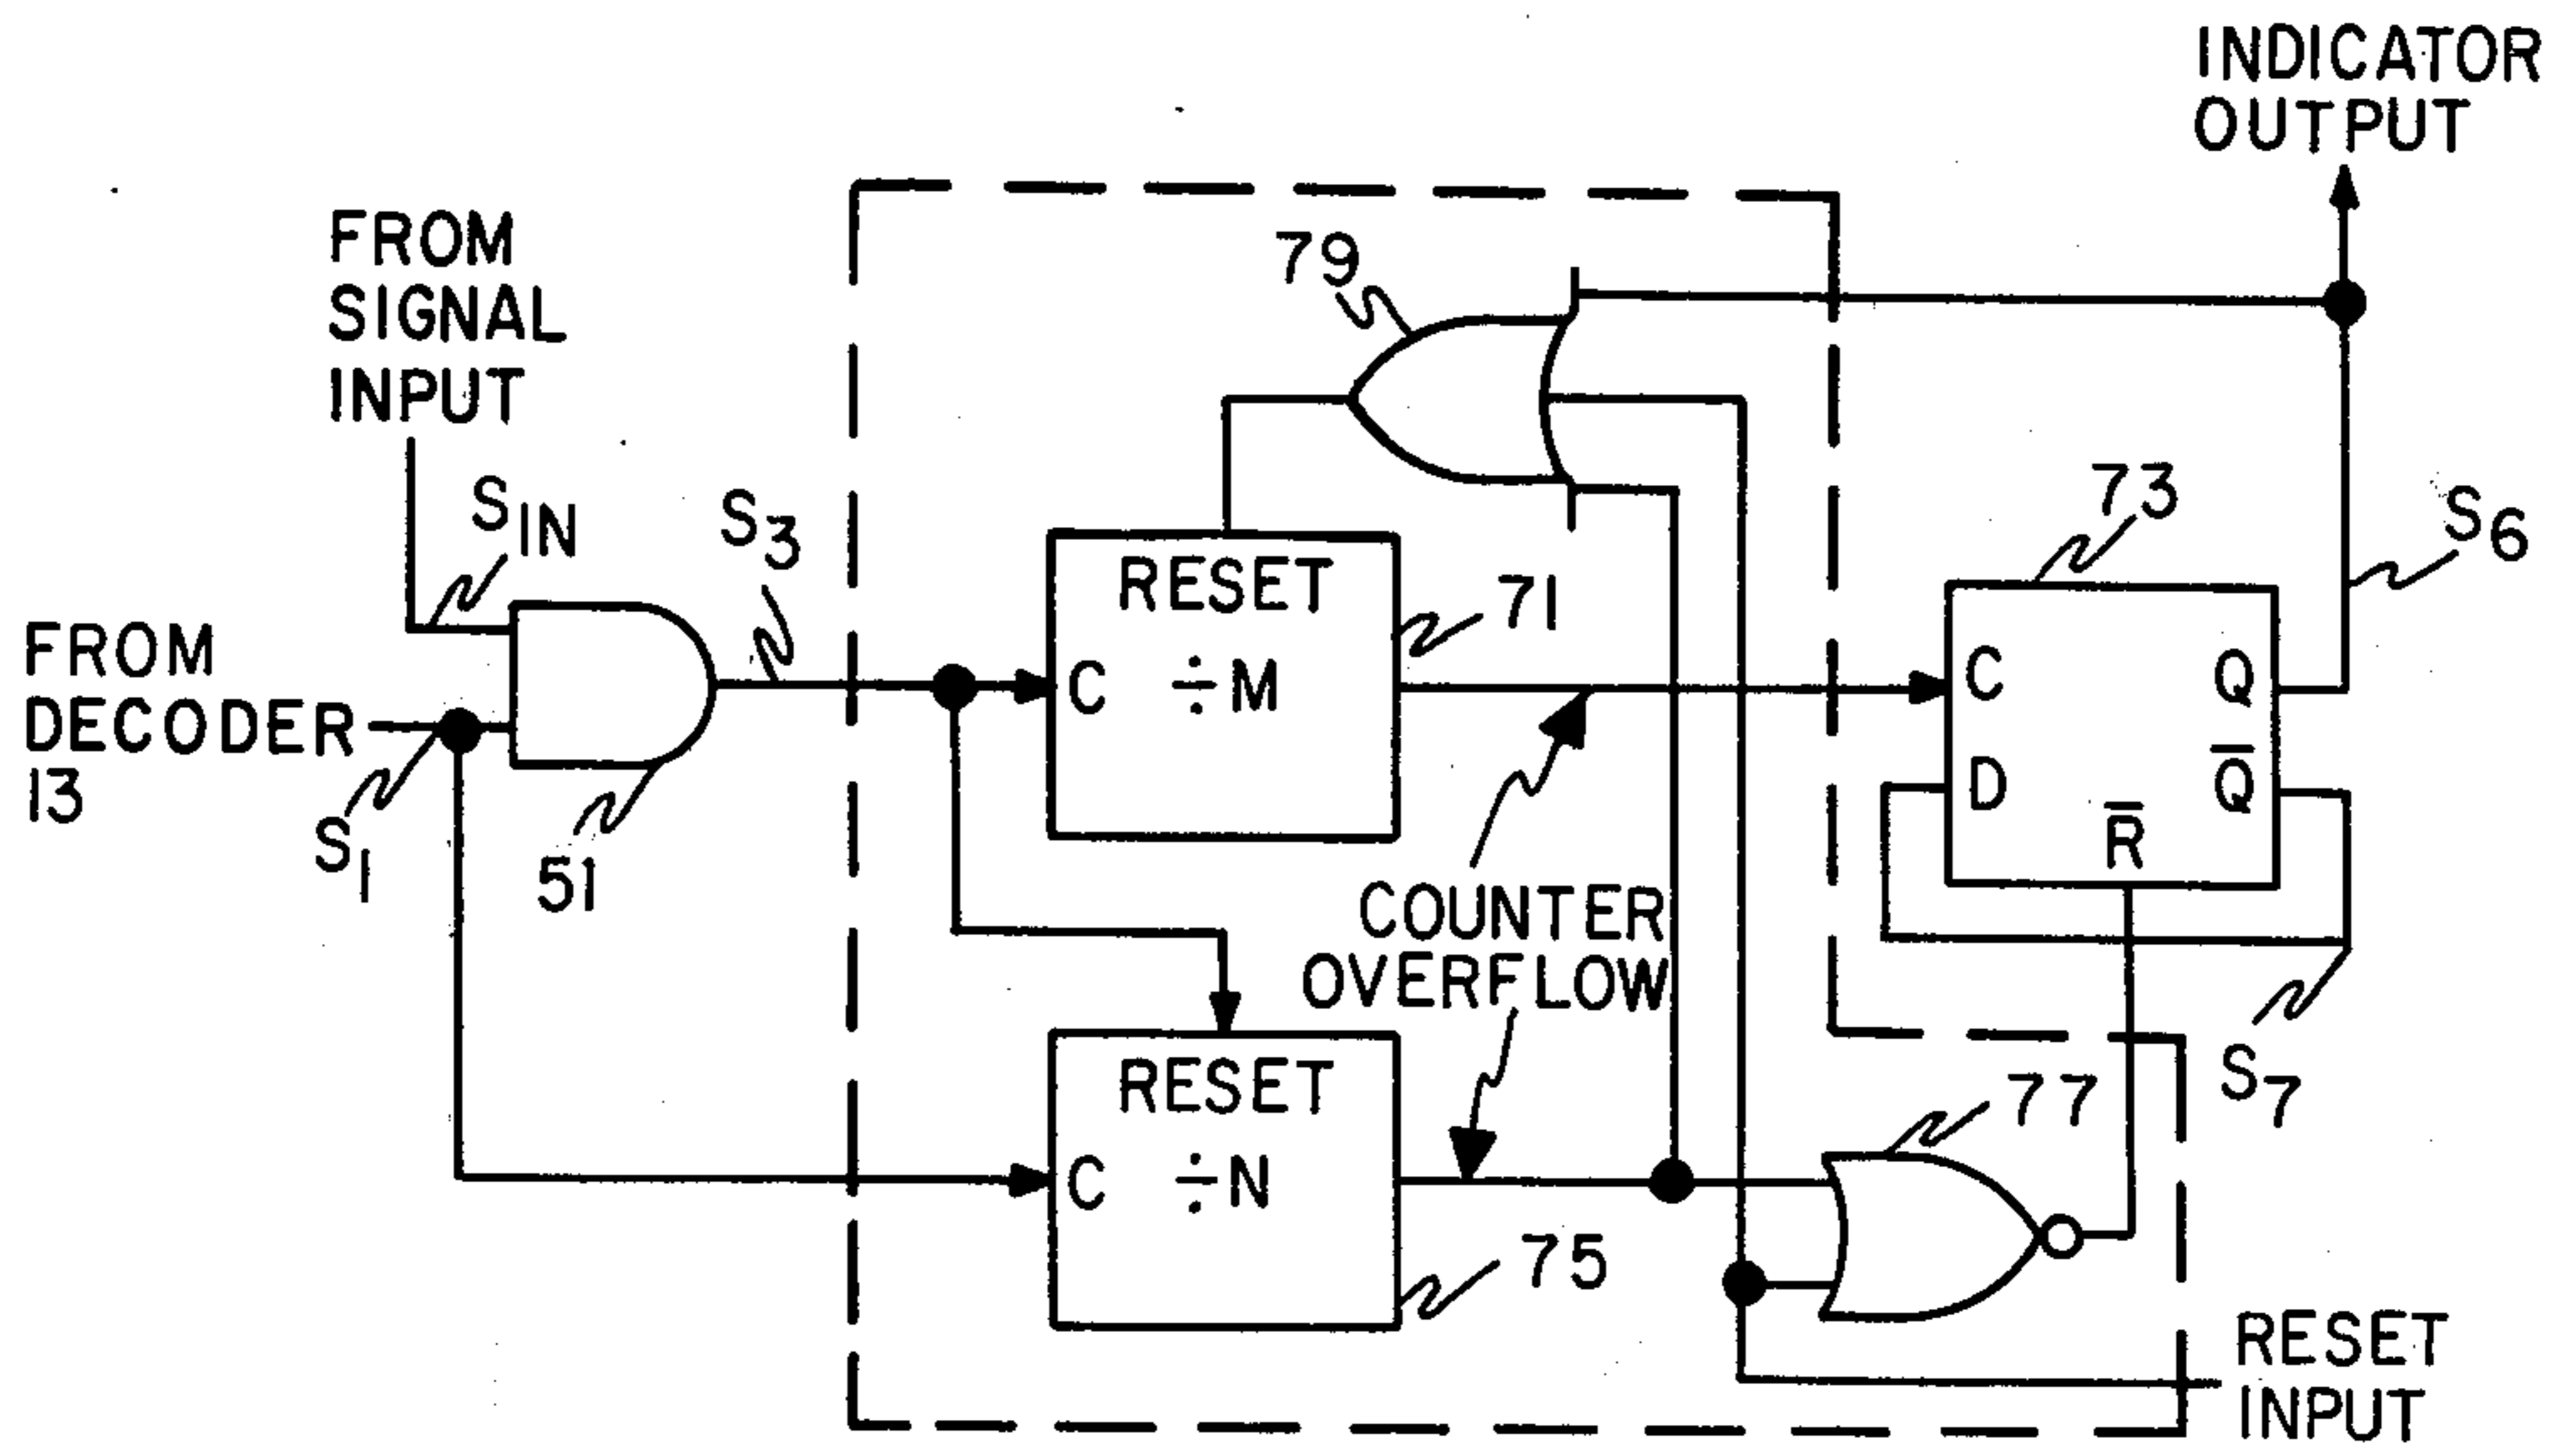 INDICATOR
OUTPUT
FROM
SIGNAL
INPUT
79
S IN
S3
73
S6
FROM
DECODER
13
S1
51
RESET
C ÷M
71
C Q
D Q̅
R̅
COUNTER
OVERFLOW
S7
77
RESET
C ÷N
75
RESET
INPUT